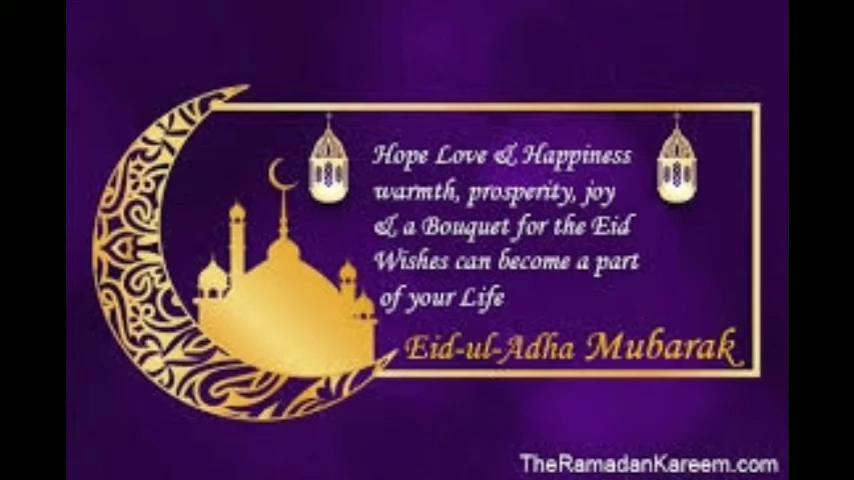 Hope Love & Happiness
warmth, prosperity, joy
& a Bouquet for the Eid
Wishes can become a part
of your Life
Eid-ul-Adha Mubarak
TheRamadanKareem.com